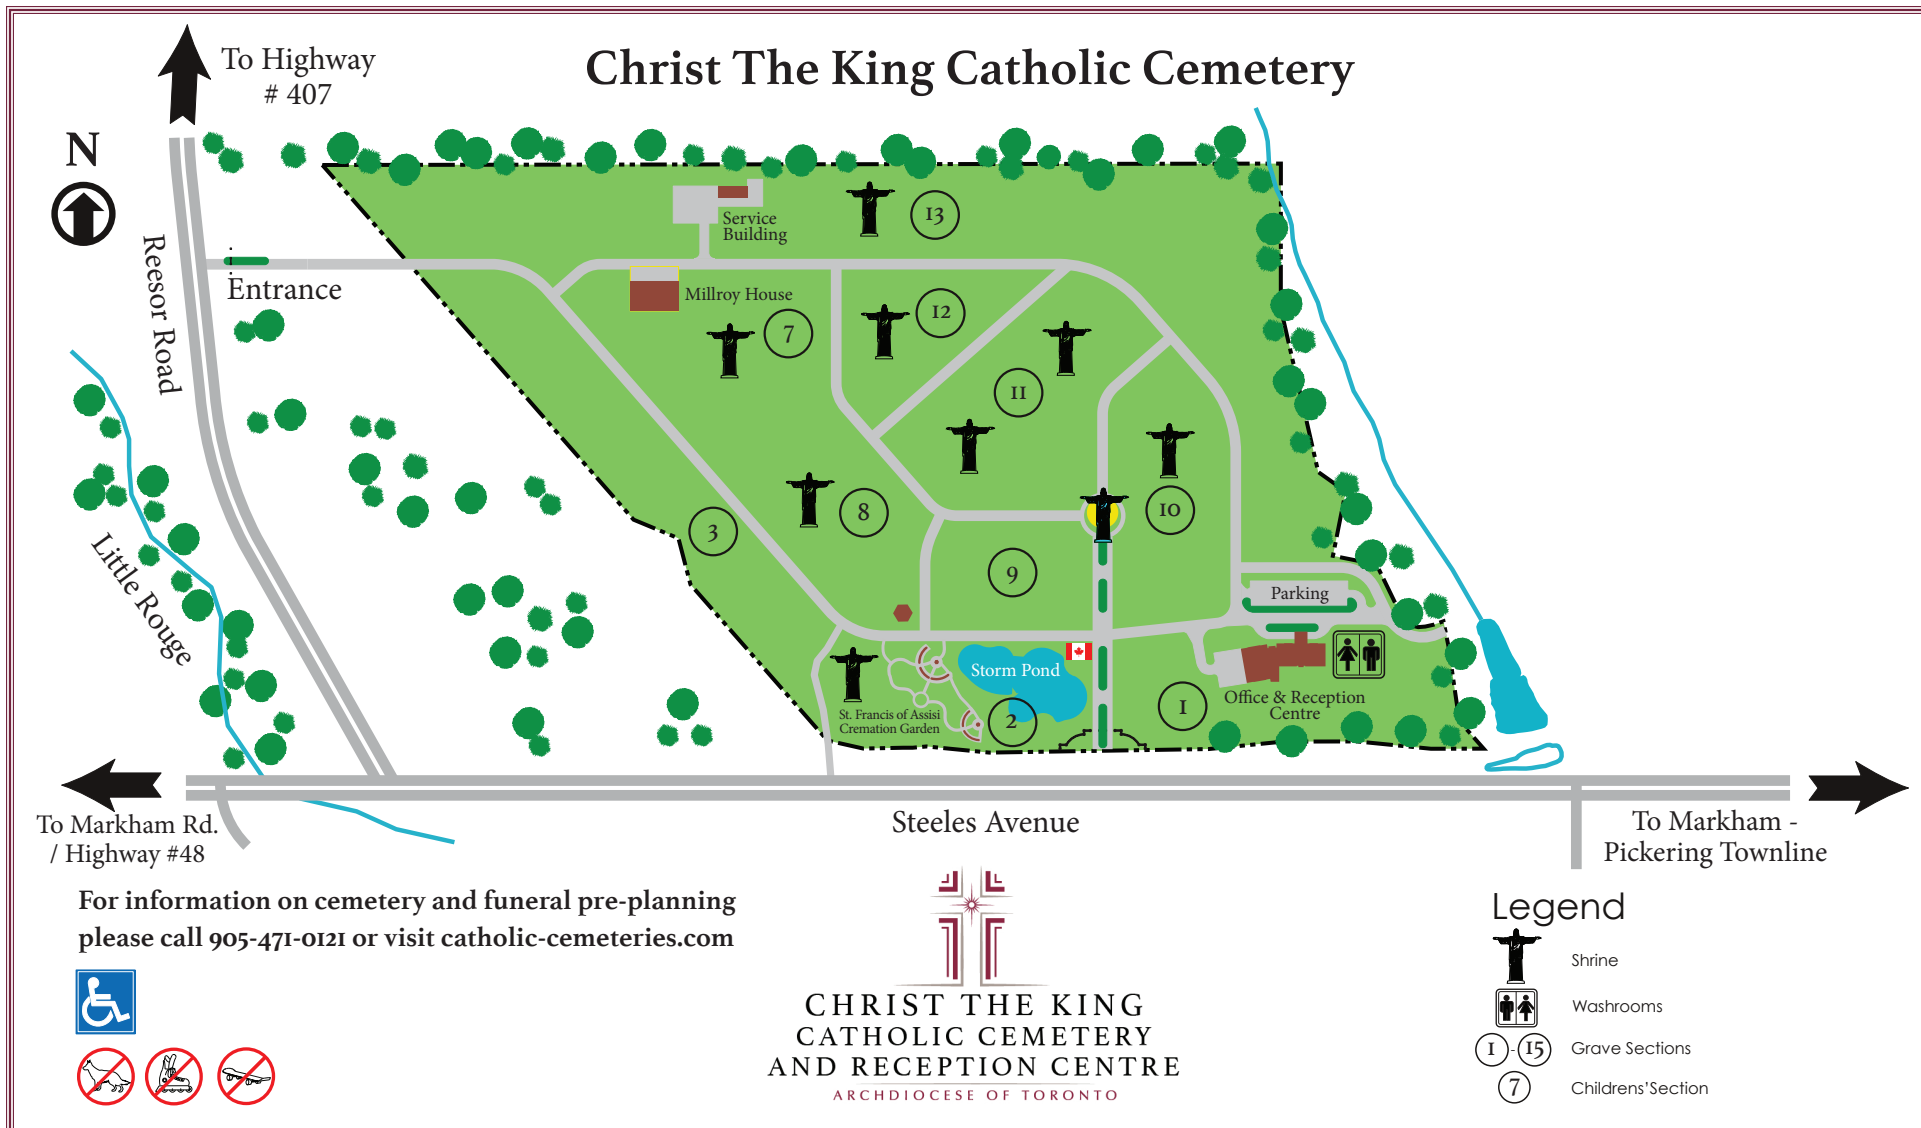 Christ The King Catholic Cemetery
To Highway
# 407
N
Reesor Road
Entrance
Little Rouge
Service
Building
13
Millroy House
7
12
11
10
8
3
9
Parking
Storm Pond
St. Francis of Assisi
Cremation Garden
2
1
Office & Reception
Centre
To Markham Rd.
/ Highway #48
Steeles Avenue
To Markham -
Pickering Townline
For information on cemetery and funeral pre-planning
please call 905-471-0121 or visit catholic-cemeteries.com
CHRIST THE KING
CATHOLIC CEMETERY
AND RECEPTION CENTRE
ARCHDIOCESE OF TORONTO
Legend
Shrine
Washrooms
1 - 15 Grave Sections
7 Childrens'Section